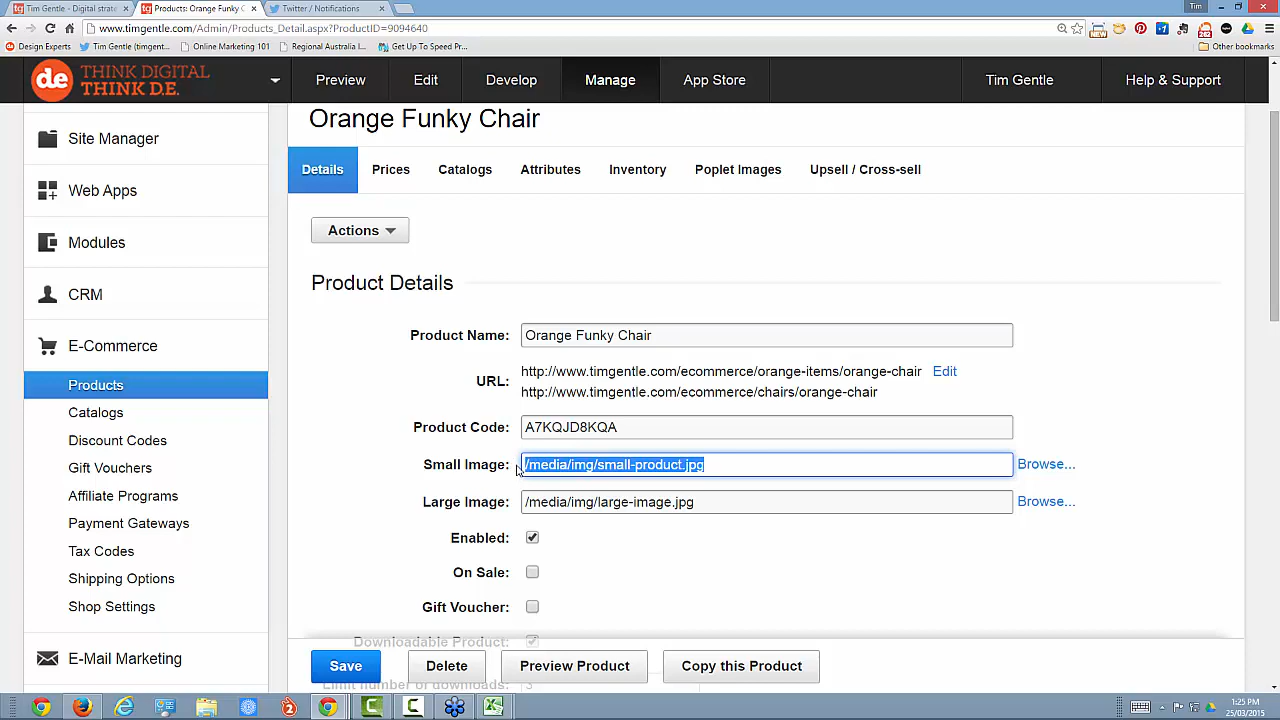 Tim Gentle - Digital strate
Products: Orange Funky C
Twitter / Notifications
Tim
www.timgentle.com/Admin/Products_Detail.aspx?ProductID=9094640
Design Experts
Tim Gentle (timgent...
Online Marketing 101
Regional Australia I...
Get Up To Speed Pr...
Other bookmarks
d.e. THINK DIGITAL
THINK D.E.
Preview
Edit
Develop
Manage
App Store
Tim Gentle
Help & Support
Site Manager
Web Apps
Modules
CRM
E-Commerce
Products
Catalogs
Discount Codes
Gift Vouchers
Affiliate Programs
Payment Gateways
Tax Codes
Shipping Options
Shop Settings
E-Mail Marketing
Orange Funky Chair
Details
Prices
Catalogs
Attributes
Inventory
Poplet Images
Upsell / Cross-sell
Actions
Product Details
Product Name: Orange Funky Chair
URL: http://www.timgentle.com/ecommerce/orange-items/orange-chair Edit
http://www.timgentle.com/ecommerce/chairs/orange-chair
Product Code: A7KQJD8KQA
Small Image: /media/img/small-product.jpg Browse...
Large Image: /media/img/large-image.jpg Browse...
Enabled:
On Sale:
Gift Voucher:
Downloadable Product:
Limit number of downloads: 3
Save
Delete
Preview Product
Copy this Product
1:25 PM
25/03/2015